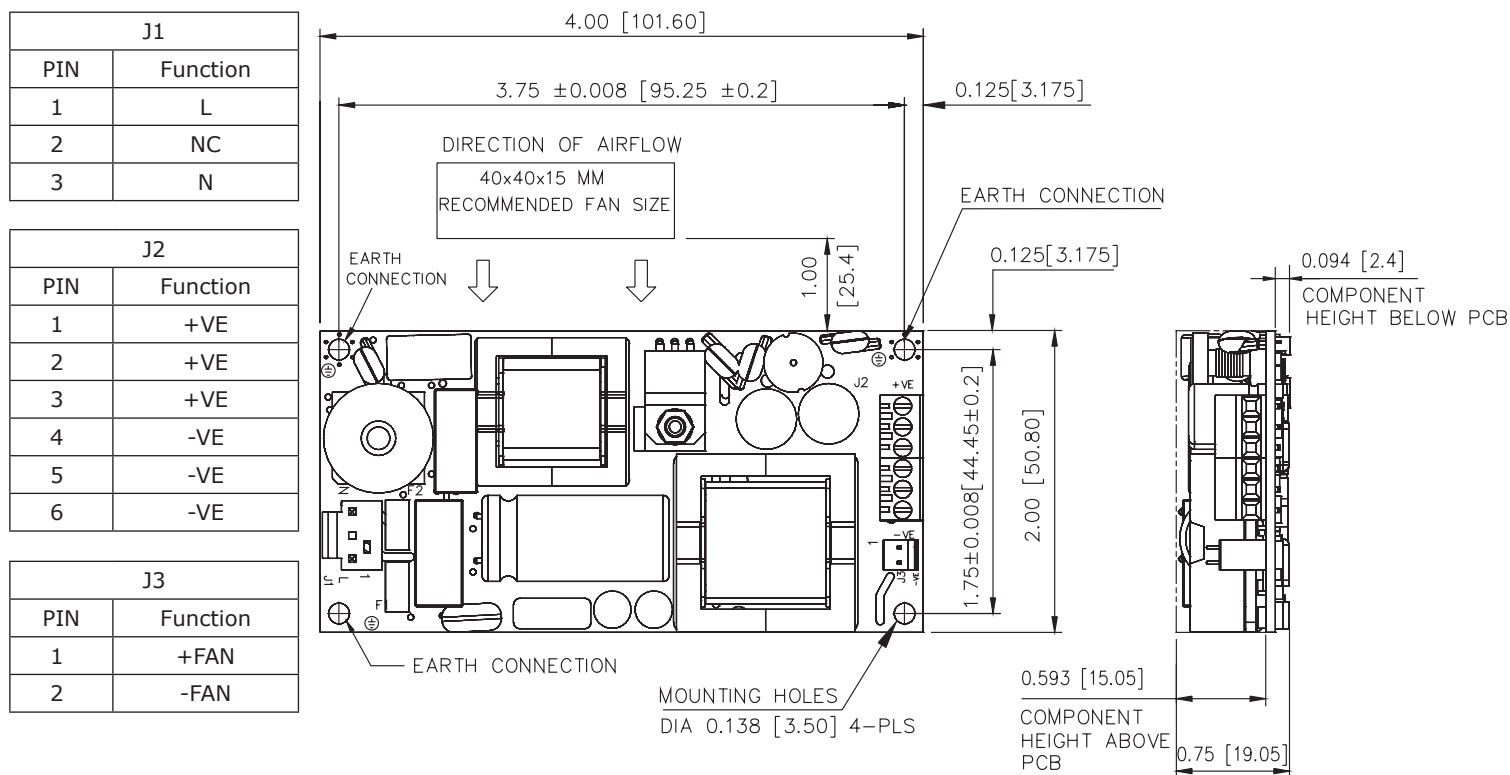 J1
PIN Function
1 L
2 NC
3 N
J2
PIN Function
1 +VE
2 +VE
3 +VE
4 -VE
5 -VE
6 -VE
J3
PIN Function
1 +FAN
2 -FAN
4.00 [101.60]
3.75 ±0.008 [95.25 ±0.2]
0.125[3.175]
DIRECTION OF AIRFLOW
40x40x15 MM
RECOMMENDED FAN SIZE
EARTH CONNECTION
EARTH
CONNECTION
1.00
[25.4]
0.125[3.175]
0.094 [2.4]
COMPONENT
HEIGHT BELOW PCB
J2
+VE
1.75±0.008[44.45±0.2]
2.00 [50.80]
N
F2
-VE
1
J3
-VE
J1
L
1
F
EARTH CONNECTION
MOUNTING HOLES
DIA 0.138 [3.50] 4-PLS
0.593 [15.05]
COMPONENT
HEIGHT ABOVE
PCB
0.75 [19.05]